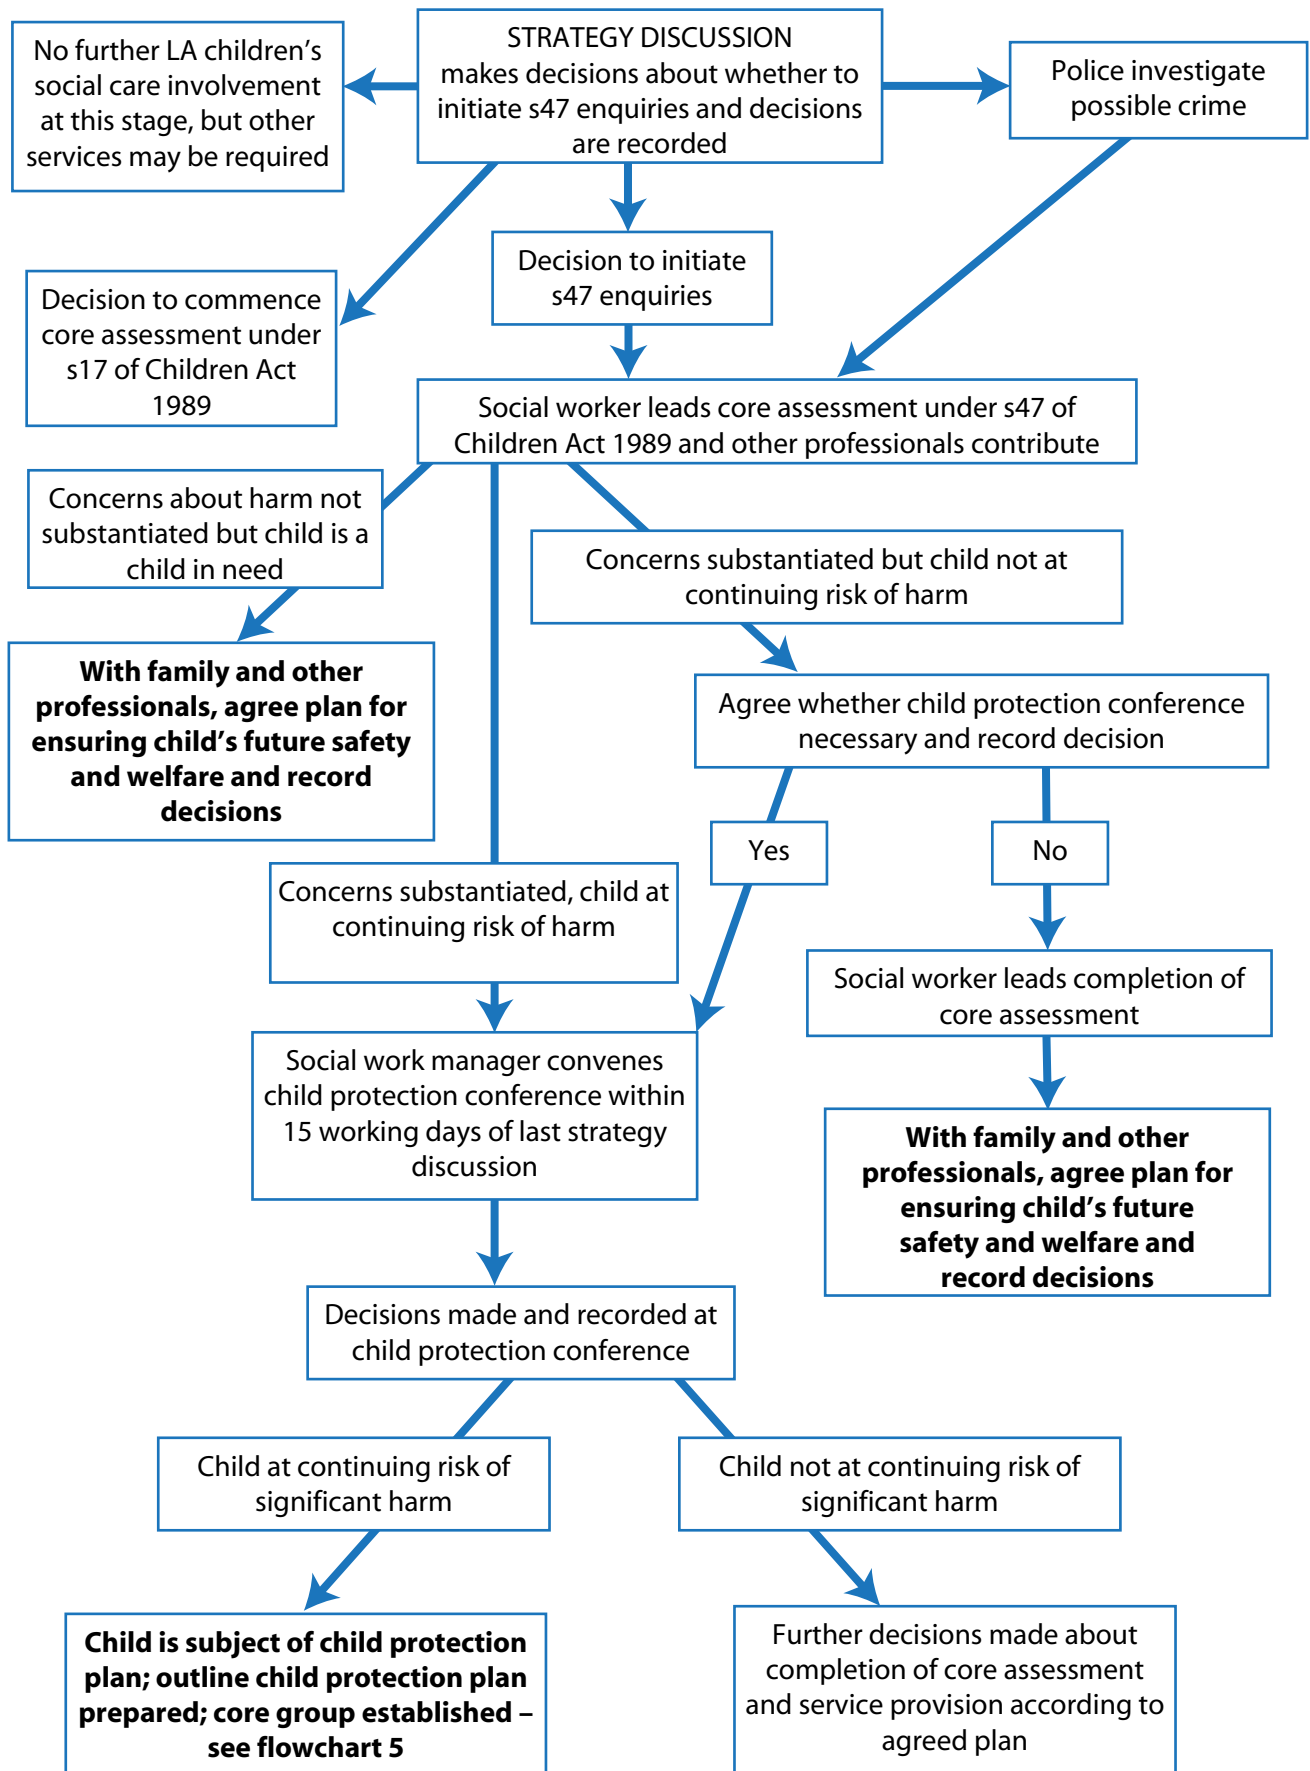 No further LA children’s
social care involvement
at this stage, but other
services may be required
STRATEGY DISCUSSION
makes decisions about whether to
initiate s47 enquiries and decisions
are recorded
Police investigate
possible crime
Decision to initiate
s47 enquiries
Decision to commence
core assessment under
s17 of Children Act
1989
Social worker leads core assessment under s47 of
Children Act 1989 and other professionals contribute
Concerns about harm not
substantiated but child is a
child in need
Concerns substantiated but child not at
continuing risk of harm
With family and other
professionals, agree plan for
ensuring child’s future safety
and welfare and record
decisions
Agree whether child protection conference
necessary and record decision
Yes
No
Concerns substantiated, child at
continuing risk of harm
Social worker leads completion of
core assessment
Social work manager convenes
child protection conference within
15 working days of last strategy
discussion
With family and other
professionals, agree plan for
ensuring child’s future
safety and welfare and
record decisions
Decisions made and recorded at
child protection conference
Child at continuing risk of
significant harm
Child not at continuing risk of
significant harm
Child is subject of child protection
plan; outline child protection plan
prepared; core group established –
see flowchart 5
Further decisions made about
completion of core assessment
and service provision according to
agreed plan